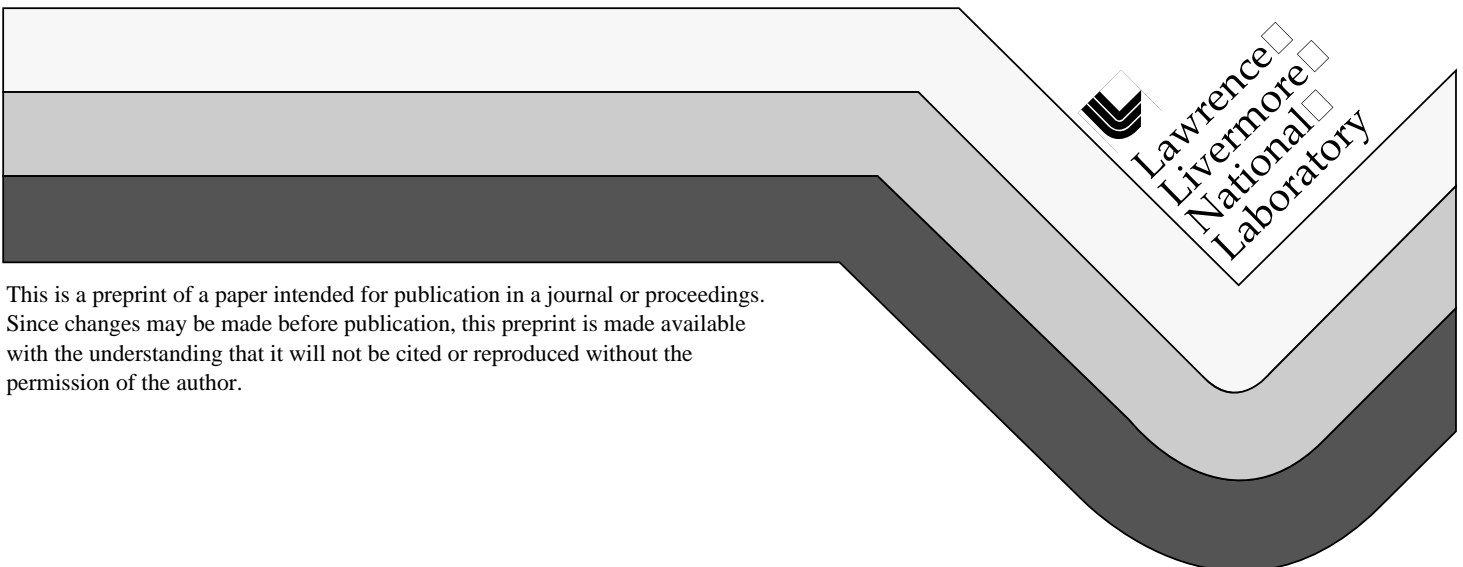 Lawrence
Livermore
National
Laboratory
This is a preprint of a paper intended for publication in a journal or proceedings.
Since changes may be made before publication, this preprint is made available
with the understanding that it will not be cited or reproduced without the
permission of the author.